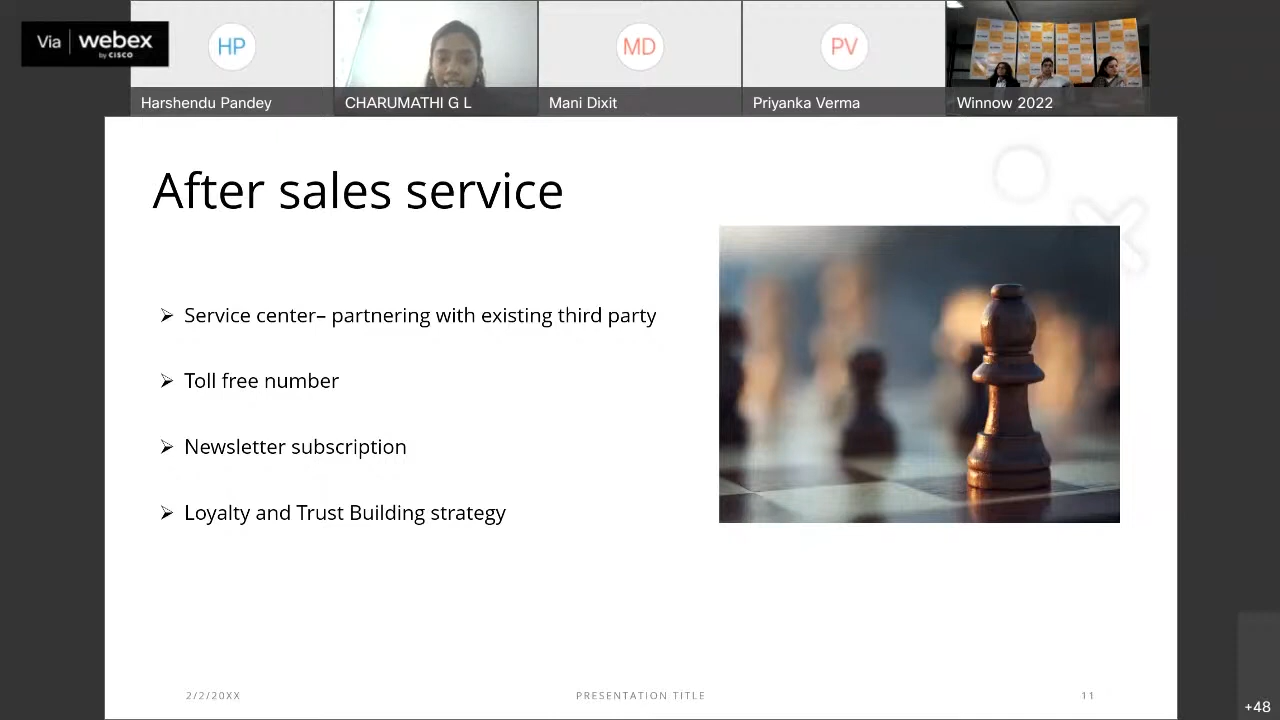 Via webex
by CISCO
HP
MD
PV
Harshendu Pandey
CHARUMATHI G L
Mani Dixit
Priyanka Verma
Winnow 2022
After sales service
Service center– partnering with existing third party
Toll free number
Newsletter subscription
Loyalty and Trust Building strategy
2/2/20XX
PRESENTATION TITLE
11
+48